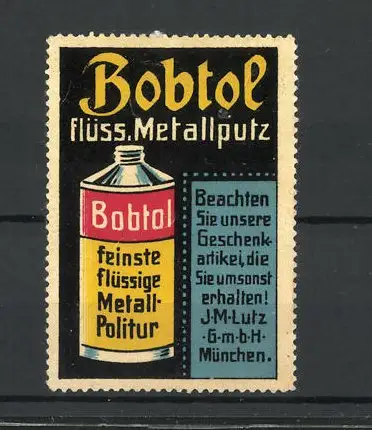 Bobtol
flüss. Metallputz
Bobtol
feinste
flüssige
Metall-
Politur
Beachten
Sie unsere
Geschenk-
artikel, die
Sie umsonst
erhalten!
J·M·Lutz
·G·m·b·H·
München.